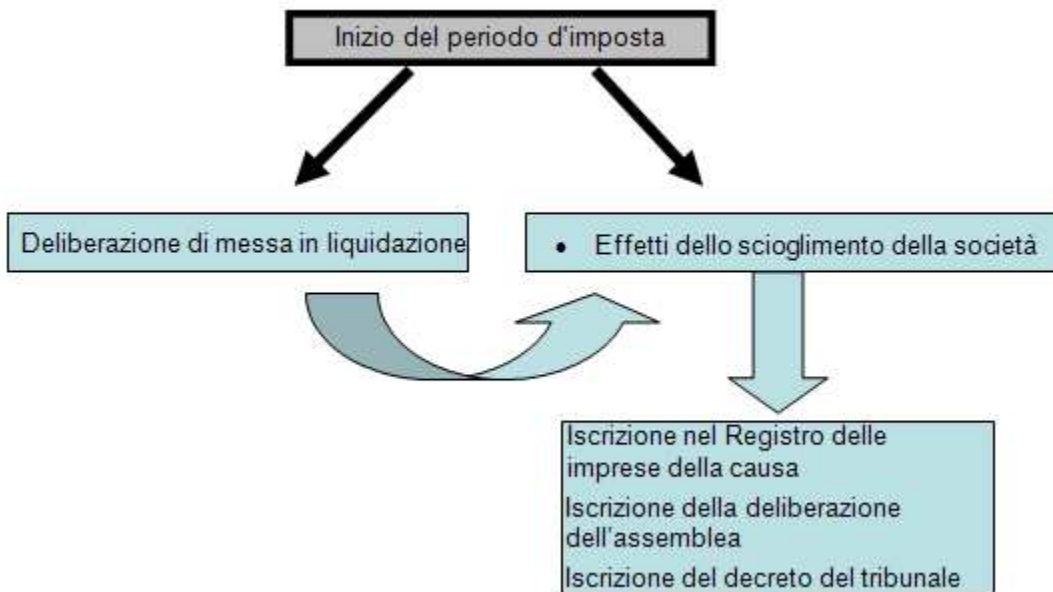 Inizio del periodo d'imposta
Deliberazione di messa in liquidazione
• Effetti dello scioglimento della società
Iscrizione nel Registro delle
imprese della causa
Iscrizione della deliberazione
dell'assemblea
Iscrizione del decreto del tribunale